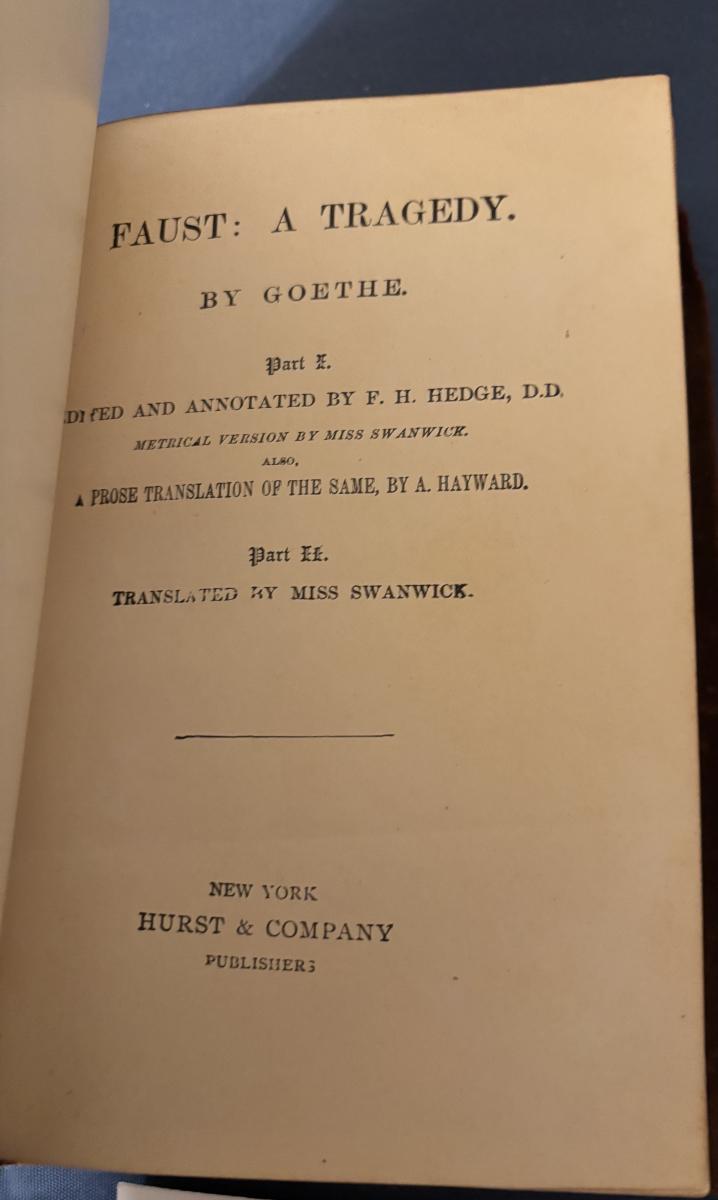 FAUST: A TRAGEDY.
BY GOETHE.
Part I.
EDITED AND ANNOTATED BY F. H. HEDGE, D.D.
METRICAL VERSION BY MISS SWANWICK.
ALSO,
A PROSE TRANSLATION OF THE SAME, BY A. HAYWARD.
Part II.
TRANSLATED BY MISS SWANWICK.
NEW YORK
HURST & COMPANY
PUBLISHERS